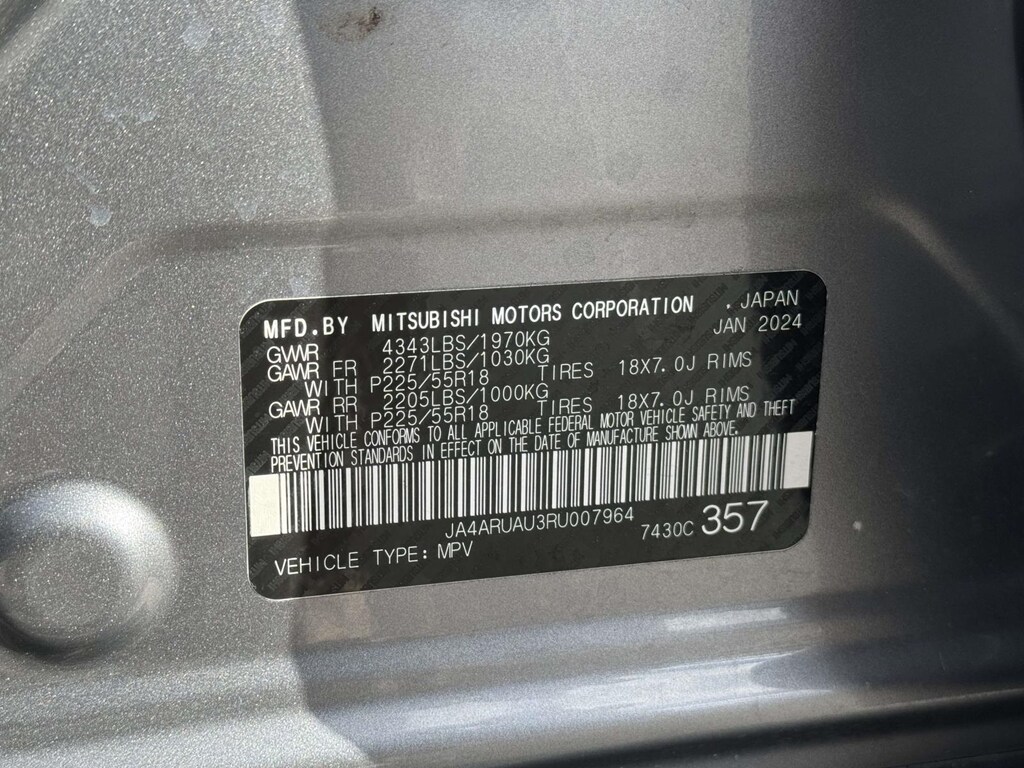 MFD.BY MITSUBISHI MOTORS CORPORATION . JAPAN
JAN 2024
GVWR 4343LBS/1970KG
GAWR FR 2271LBS/1030KG
WITH P225/55R18 TIRES 18X7.0J RIMS
GAWR RR 2205LBS/1000KG
WITH P225/55R18 TIRES 18X7.0J RIMS
THIS VEHICLE CONFORMS TO ALL APPLICABLE FEDERAL MOTOR VEHICLE SAFETY AND THEFT
PREVENTION STANDARDS IN EFFECT ON THE DATE OF MANUFACTURE SHOWN ABOVE.
JA4ARUAU3RU007964 7430C 357
VEHICLE TYPE: MPV